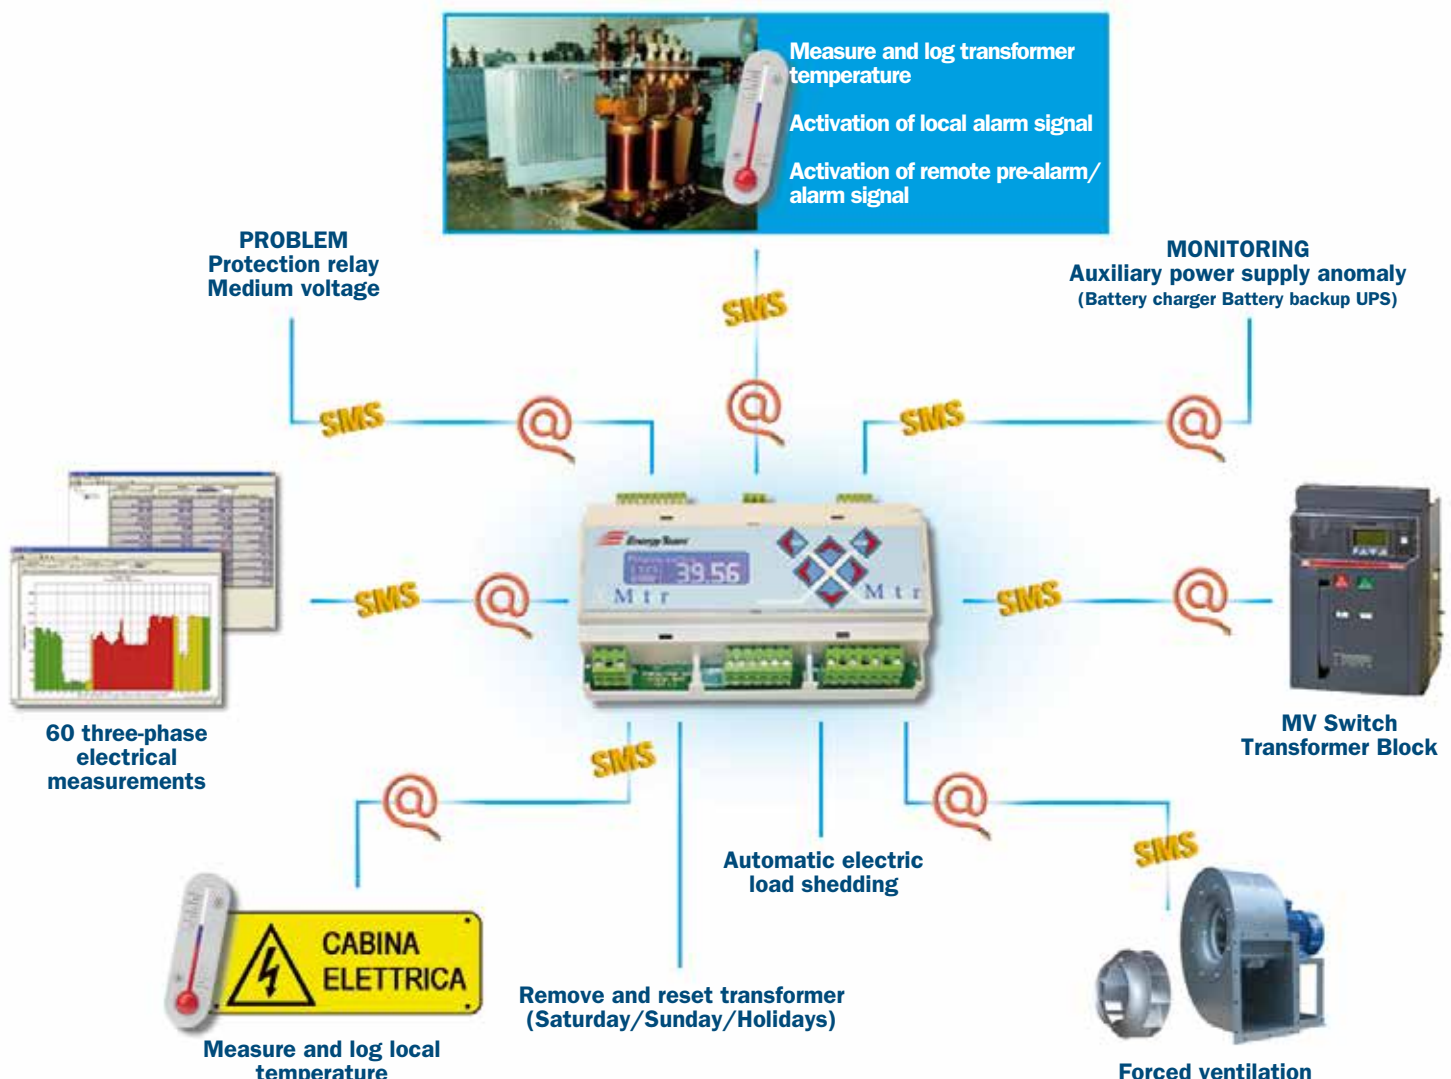 Measure and log transformer
temperature
Activation of local alarm signal
Activation of remote pre-alarm/
alarm signal
PROBLEM
Protection relay
Medium voltage
MONITORING
Auxiliary power supply anomaly
(Battery charger Battery backup UPS)
SMS
SMS
SMS
@
@
@
EnergyTeam
39.56
Mtr
Mtr
SMS
@
SMS
@
60 three-phase
electrical
measurements
MV Switch
Transformer Block
SMS
@
@
SMS
Automatic electric
load shedding
CABINA
ELETTRICA
Remove and reset transformer
(Saturday/Sunday/Holidays)
Measure and log local
temperature
Forced ventilation